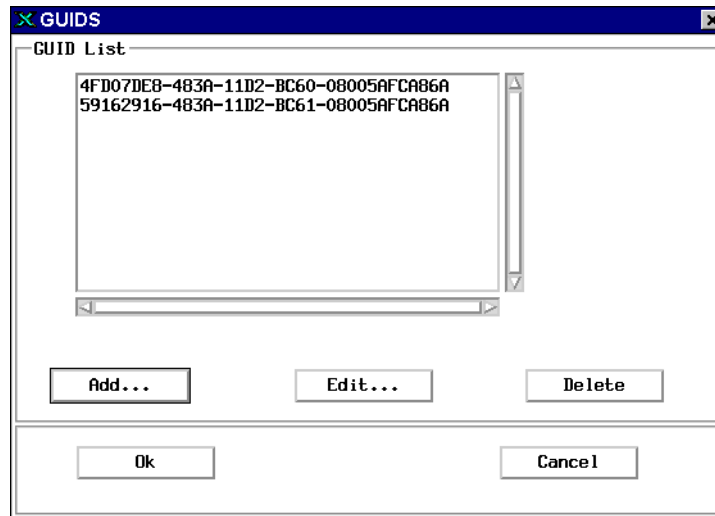 GUIDS
GUID List
4FD07DE8-483A-11D2-BC60-08005AFCA86A
59162916-483A-11D2-BC61-08005AFCA86A
Add... Edit... Delete
Ok Cancel